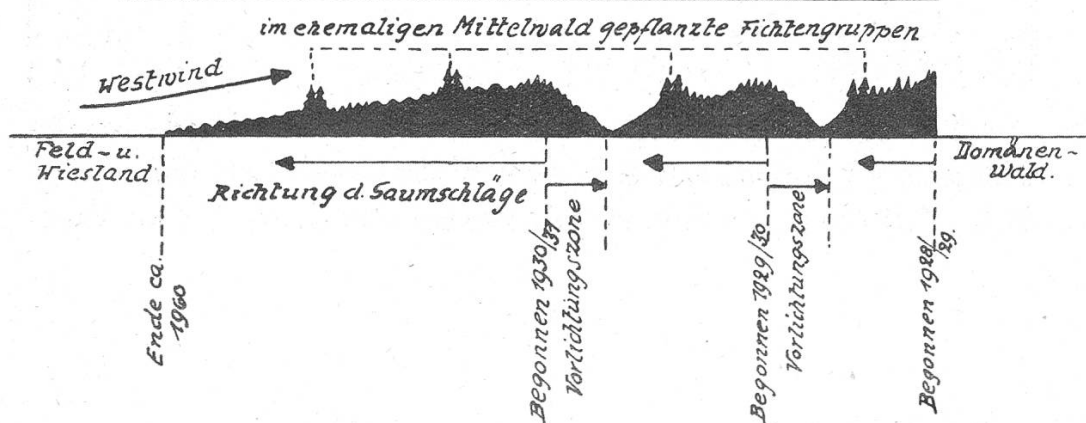 im ehemaligen Mittelwald gepflanzte Fichtengruppen
Westwind
Feld- u.
Wiesland
Domänen-
Wald.
Richtung d. Saumschläge
Ende ca.
1960
Begonnen 1930/31
Vorlichtungszone
Begonnen 1929/30
Vorlichtungszone
Begonnen 1928/29.